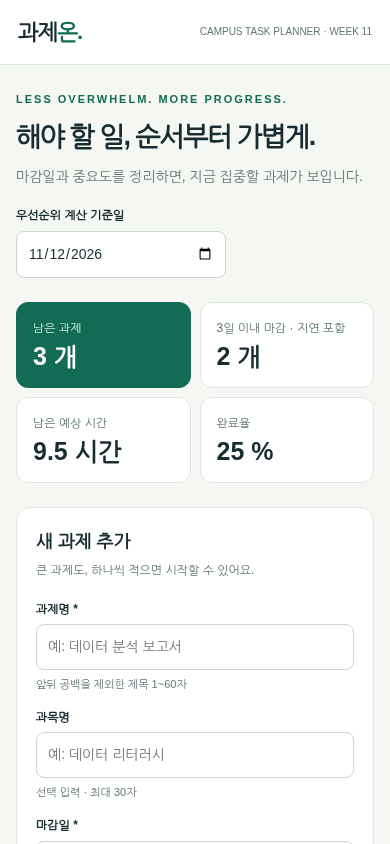 과제온.
CAMPUS TASK PLANNER · WEEK 11
LESS OVERWHELM. MORE PROGRESS.
해야 할 일, 순서부터 가볍게.
마감일과 중요도를 정리하면, 지금 집중할 과제가 보입니다.
우선순위 계산 기준일
11/12/2026
남은 과제
3 개
3일 이내 마감 · 지연 포함
2 개
남은 예상 시간
9.5 시간
완료율
25 %
새 과제 추가
큰 과제도, 하나씩 적으면 시작할 수 있어요.
과제명 *
예: 데이터 분석 보고서
앞뒤 공백을 제외한 제목 1~60자
과목명
예: 데이터 리터러시
선택 입력 · 최대 30자
마감일 *